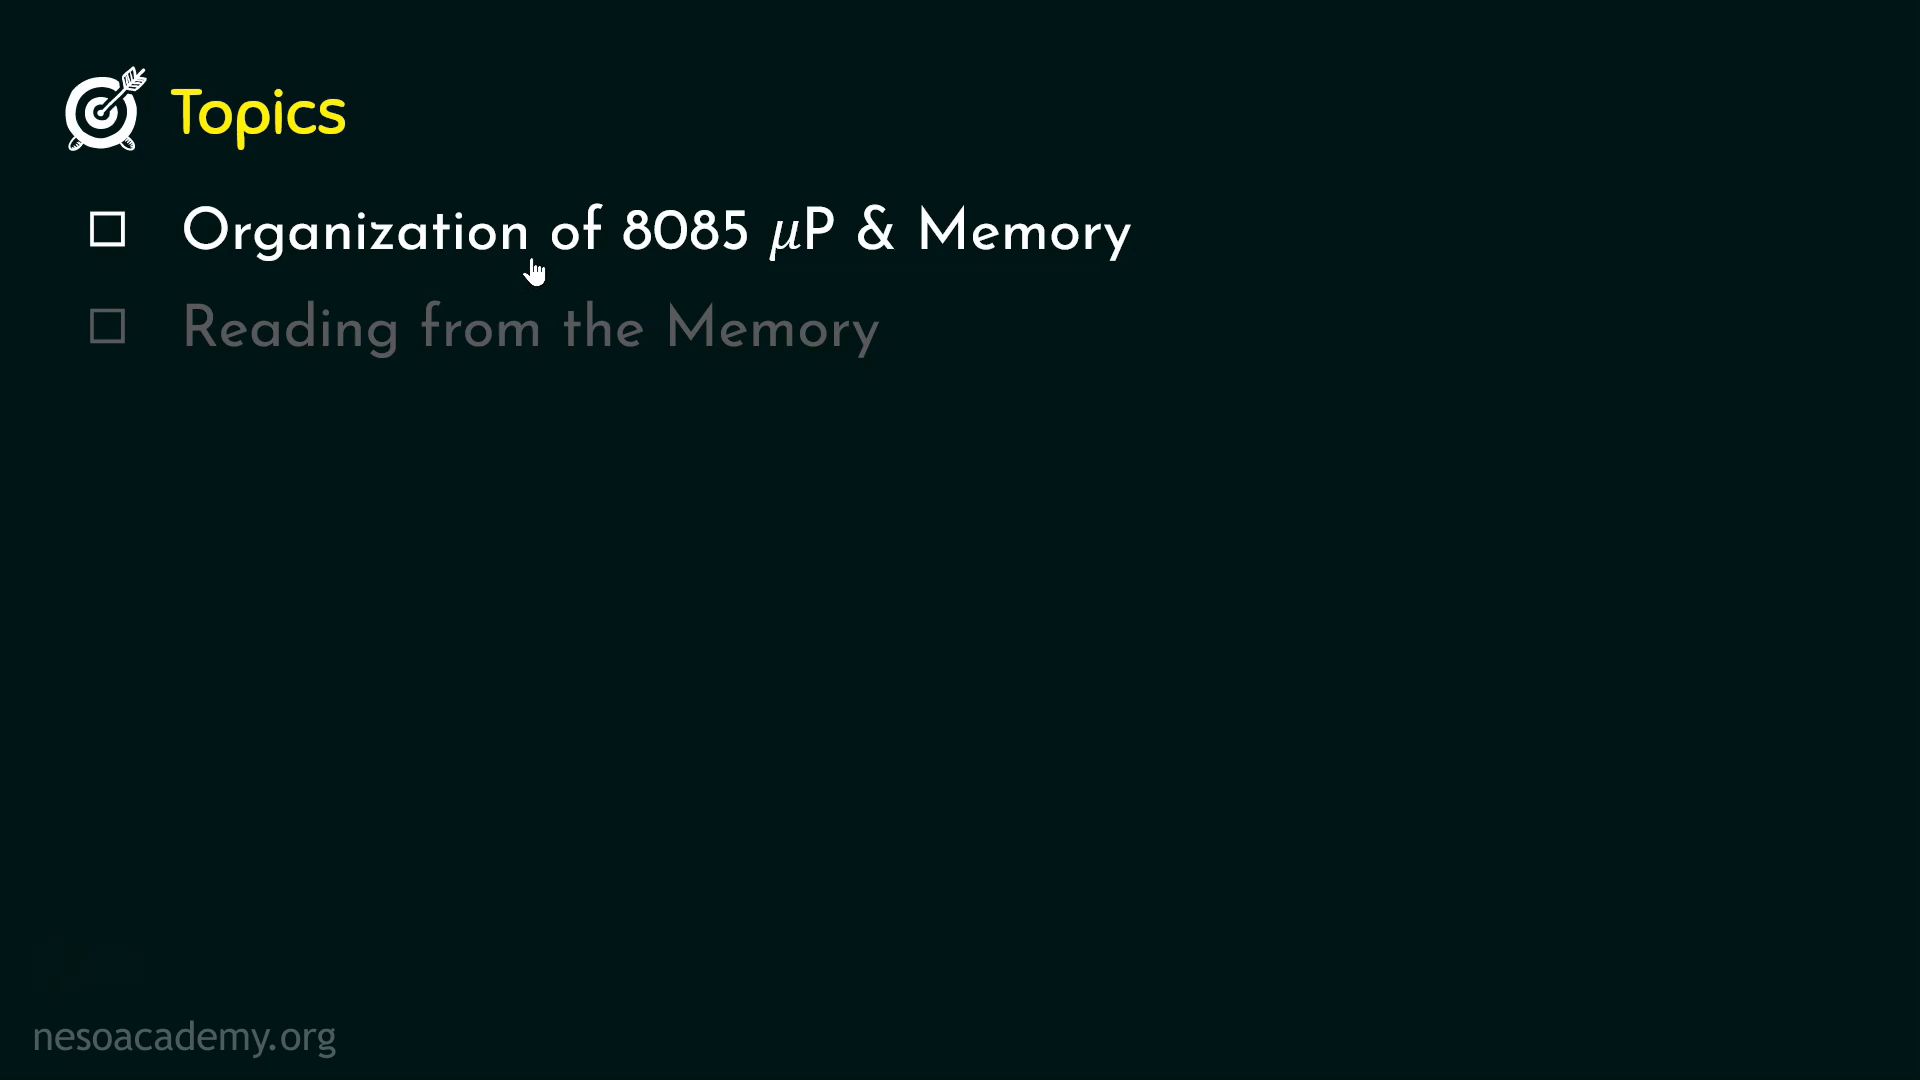 Topics
Organization of 8085 μP & Memory
Reading from the Memory
nesoacademy.org